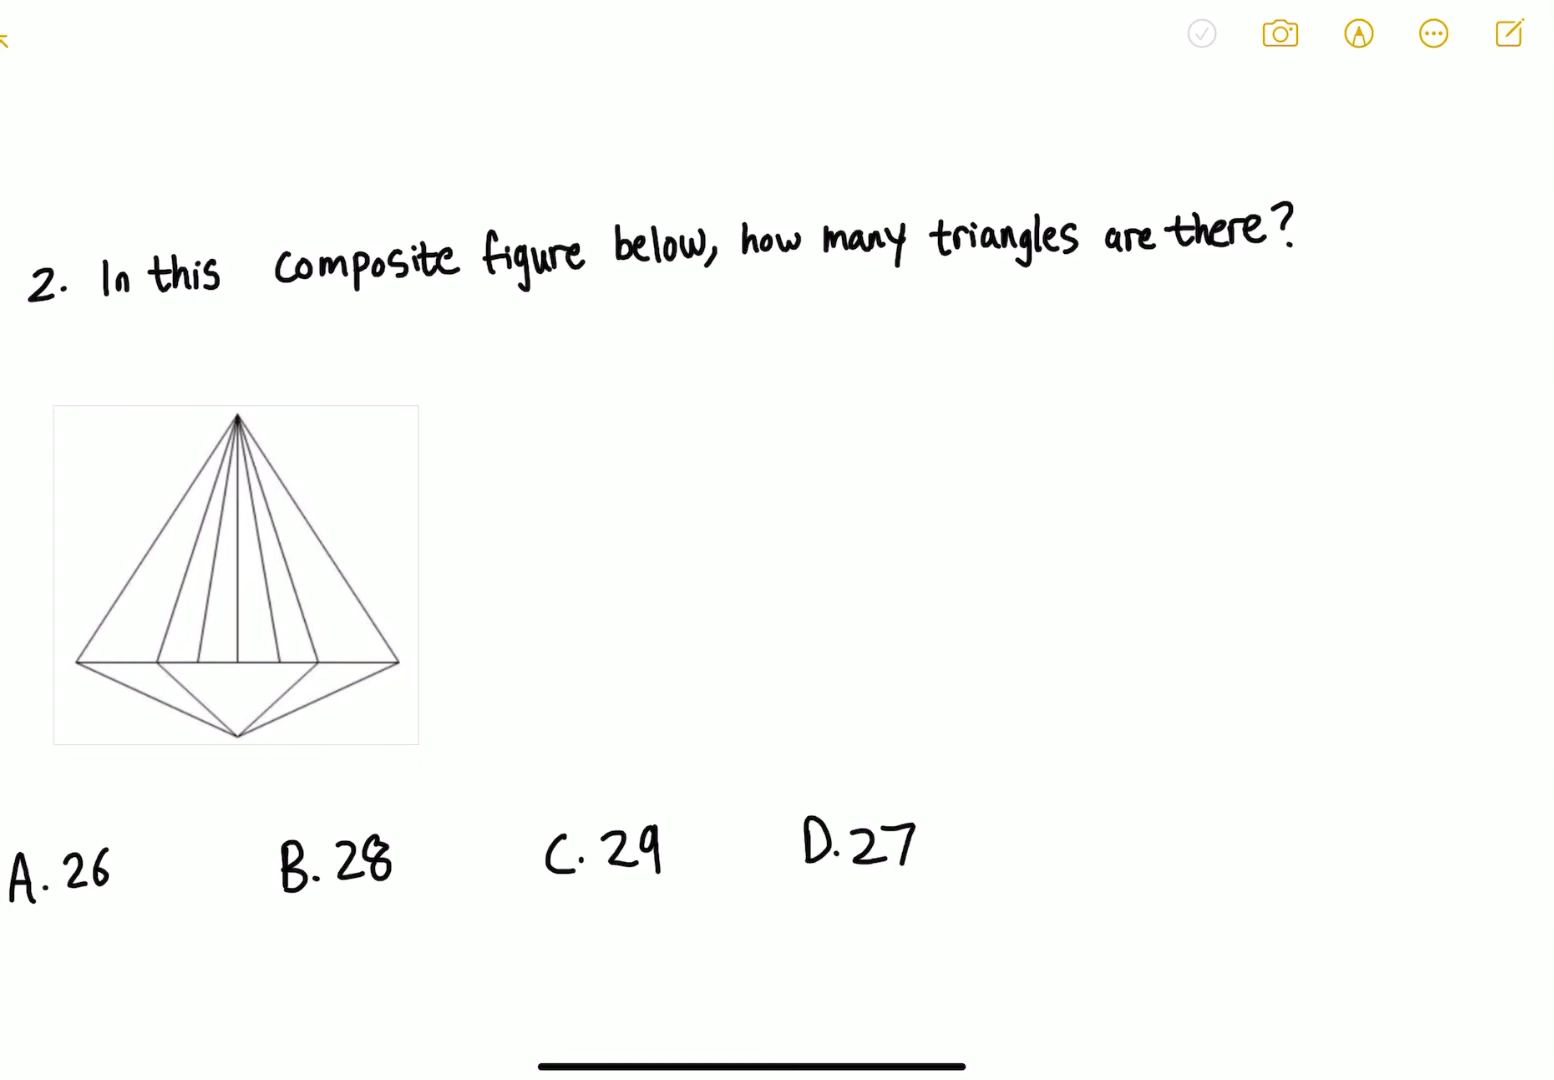 2. In this composite figure below, how many triangles are there?
A. 26 B. 28 C. 29 D. 27